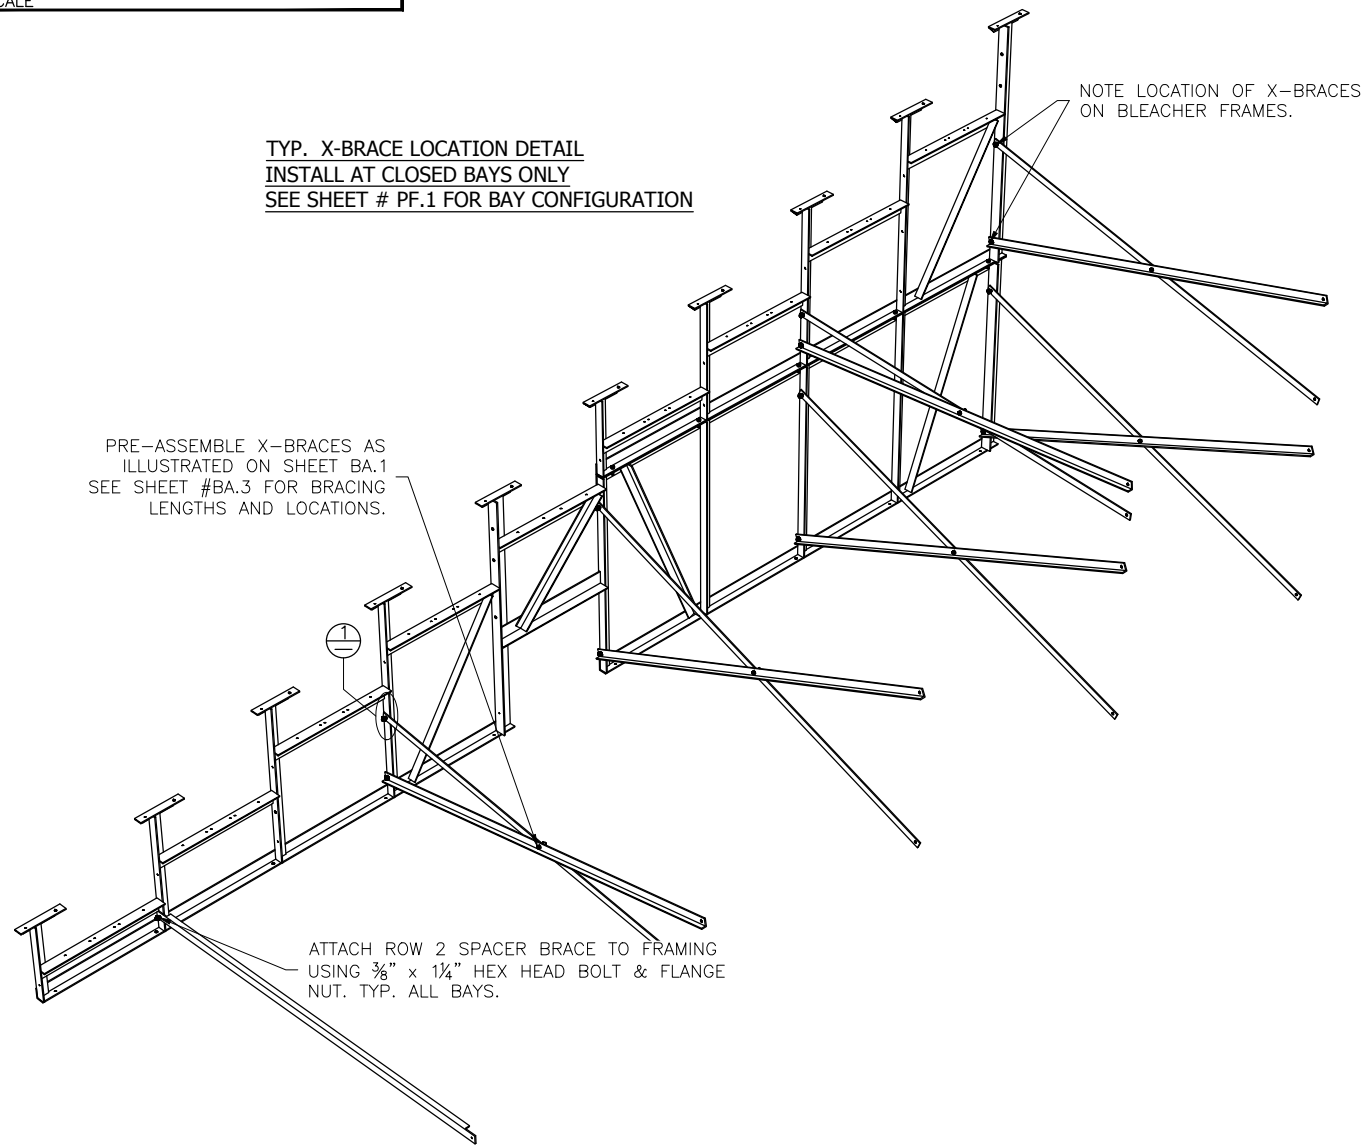 TYP. X-BRACE LOCATION DETAIL
INSTALL AT CLOSED BAYS ONLY
SEE SHEET # PF.1 FOR BAY CONFIGURATION
NOTE LOCATION OF X-BRACES
ON BLEACHER FRAMES.
PRE-ASSEMBLE X-BRACES AS
ILLUSTRATED ON SHEET BA.1
SEE SHEET #BA.3 FOR BRACING
LENGTHS AND LOCATIONS.
1
–
ATTACH ROW 2 SPACER BRACE TO FRAMING
USING ⅜" x 1¼" HEX HEAD BOLT & FLANGE
NUT. TYP. ALL BAYS.